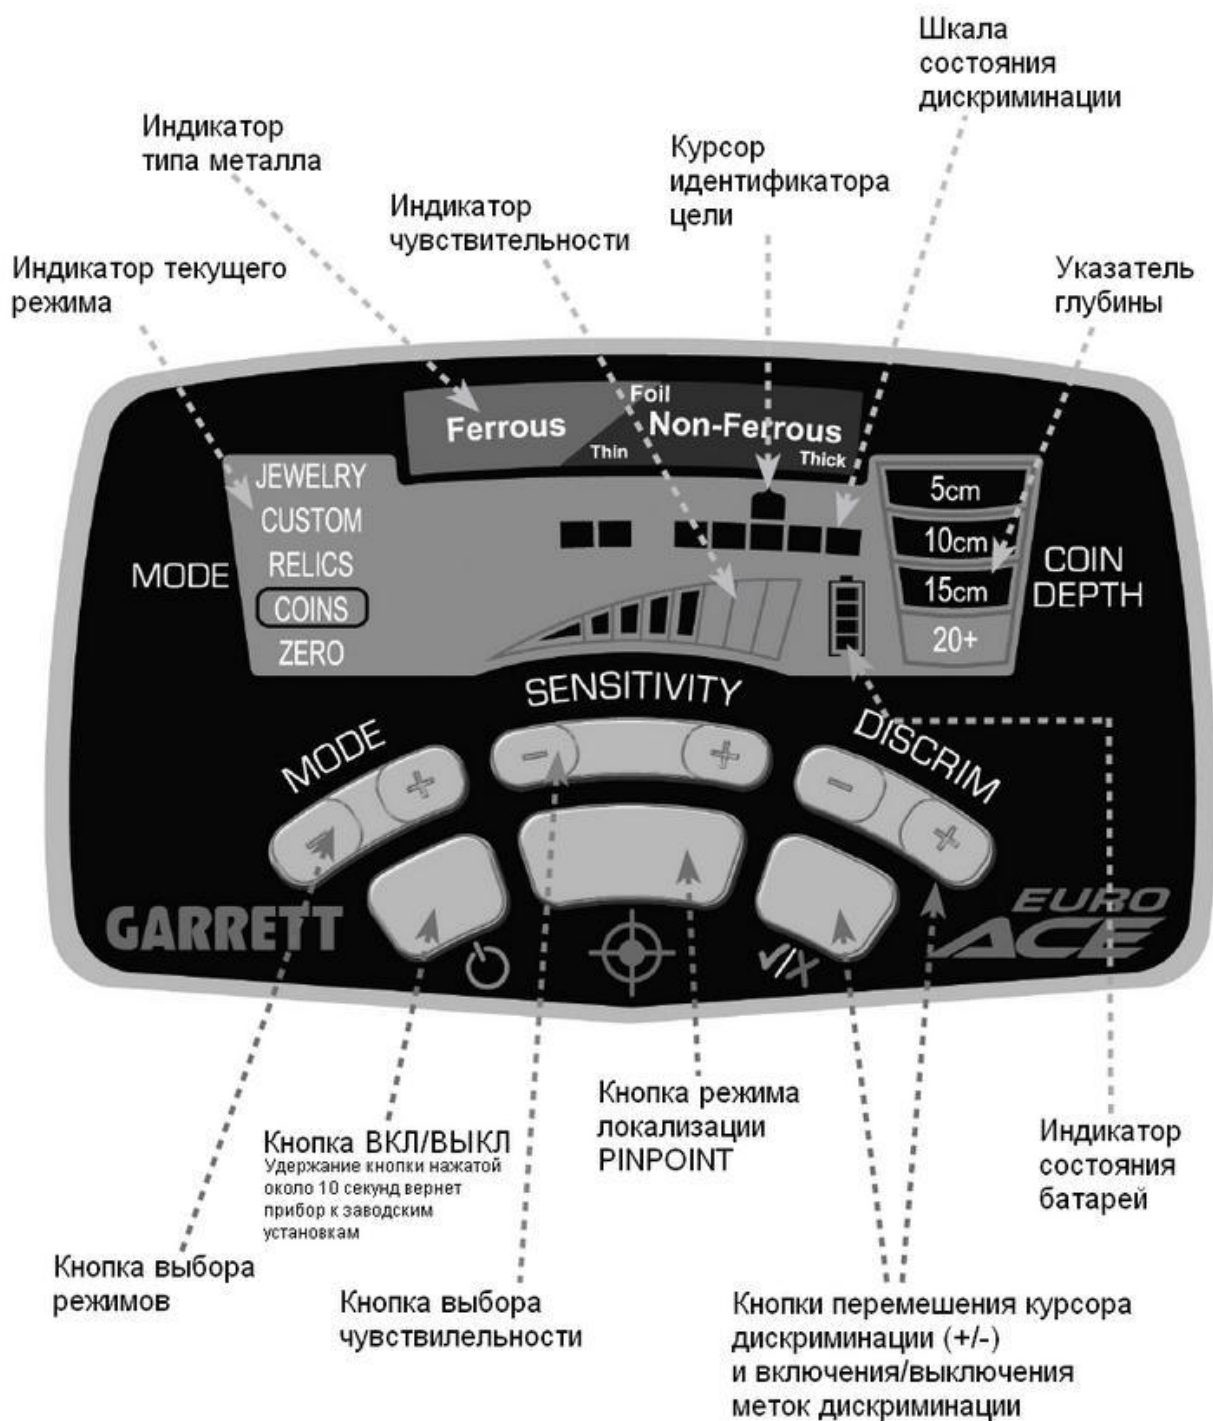 Шкала
состояния
дискриминации
Индикатор
типа металла
Курсор
идентификатора
цели
Индикатор
чувствительности
Индикатор текущего
режима
Указатель
глубины
Foil
Ferrous
Non-Ferrous
Thin
Thick
JEWELRY
CUSTOM
RELICS
COINS
ZERO
MODE
5cm
10cm
15cm
20+
COIN
DEPTH
SENSITIVITY
MODE
DISCRIM
- +
- +
- +
GARRETT
EURO
ACE
✓/X
Кнопка ВКЛ/ВЫКЛ
Удержание кнопки нажатой
около 10 секунд вернет
прибор к заводским
установкам
Кнопка режима
локализации
PINPOINT
Индикатор
состояния
батарей
Кнопка выбора
режимов
Кнопка выбора
чувствилельности
Кнопки перемешения курсора
дискриминации (+/-)
и включения/выключения
меток дискриминации